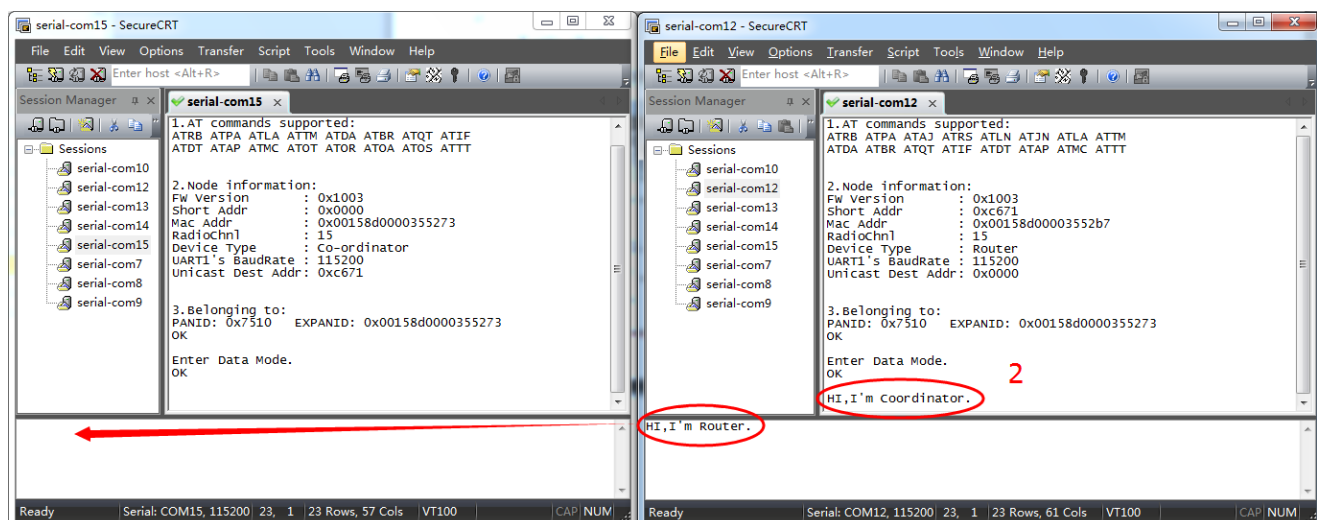 serial-com15 - SecureCRT
File Edit View Options Transfer Script Tools Window Help
Enter host <Alt+R>
Session Manager
serial-com15
Sessions
serial-com10
serial-com12
serial-com13
serial-com14
serial-com15
serial-com7
serial-com8
serial-com9
1.AT commands supported:
ATRB ATPA ATLA ATTM ATDA ATBR ATQT ATIF
ATDT ATAP ATMC ATOT ATOR ATOA ATOS ATTT
2.Node information:
FW Version : 0x1003
Short Addr : 0x0000
Mac Addr : 0x00158d0000355273
RadioChnl : 15
Device Type : Co-ordinator
UART1's BaudRate : 115200
Unicast Dest Addr: 0xc671
3.Belonging to:
PANID: 0x7510 EXPANID: 0x00158d0000355273
OK
Enter Data Mode.
OK
Ready Serial: COM15, 115200 23, 1 23 Rows, 57 Cols VT100 CAP NUM
serial-com12 - SecureCRT
File Edit View Options Transfer Script Tools Window Help
Enter host <Alt+R>
Session Manager
serial-com12
Sessions
serial-com10
serial-com12
serial-com13
serial-com14
serial-com15
serial-com7
serial-com8
serial-com9
1.AT commands supported:
ATRB ATPA ATAJ ATRS ATLN ATJN ATLA ATTM
ATDA ATBR ATQT ATIF ATDT ATAP ATMC ATTT
2.Node information:
FW Version : 0x1003
Short Addr : 0xc671
Mac Addr : 0x00158d00003552b7
RadioChnl : 15
Device Type : Router
UART1's BaudRate : 115200
Unicast Dest Addr: 0x0000
3.Belonging to:
PANID: 0x7510 EXPANID: 0x00158d0000355273
OK
Enter Data Mode.
OK
2
HI,I'm Coordinator.
HI,I'm Router.
Ready Serial: COM12, 115200 23, 1 23 Rows, 61 Cols VT100 CAP NUM